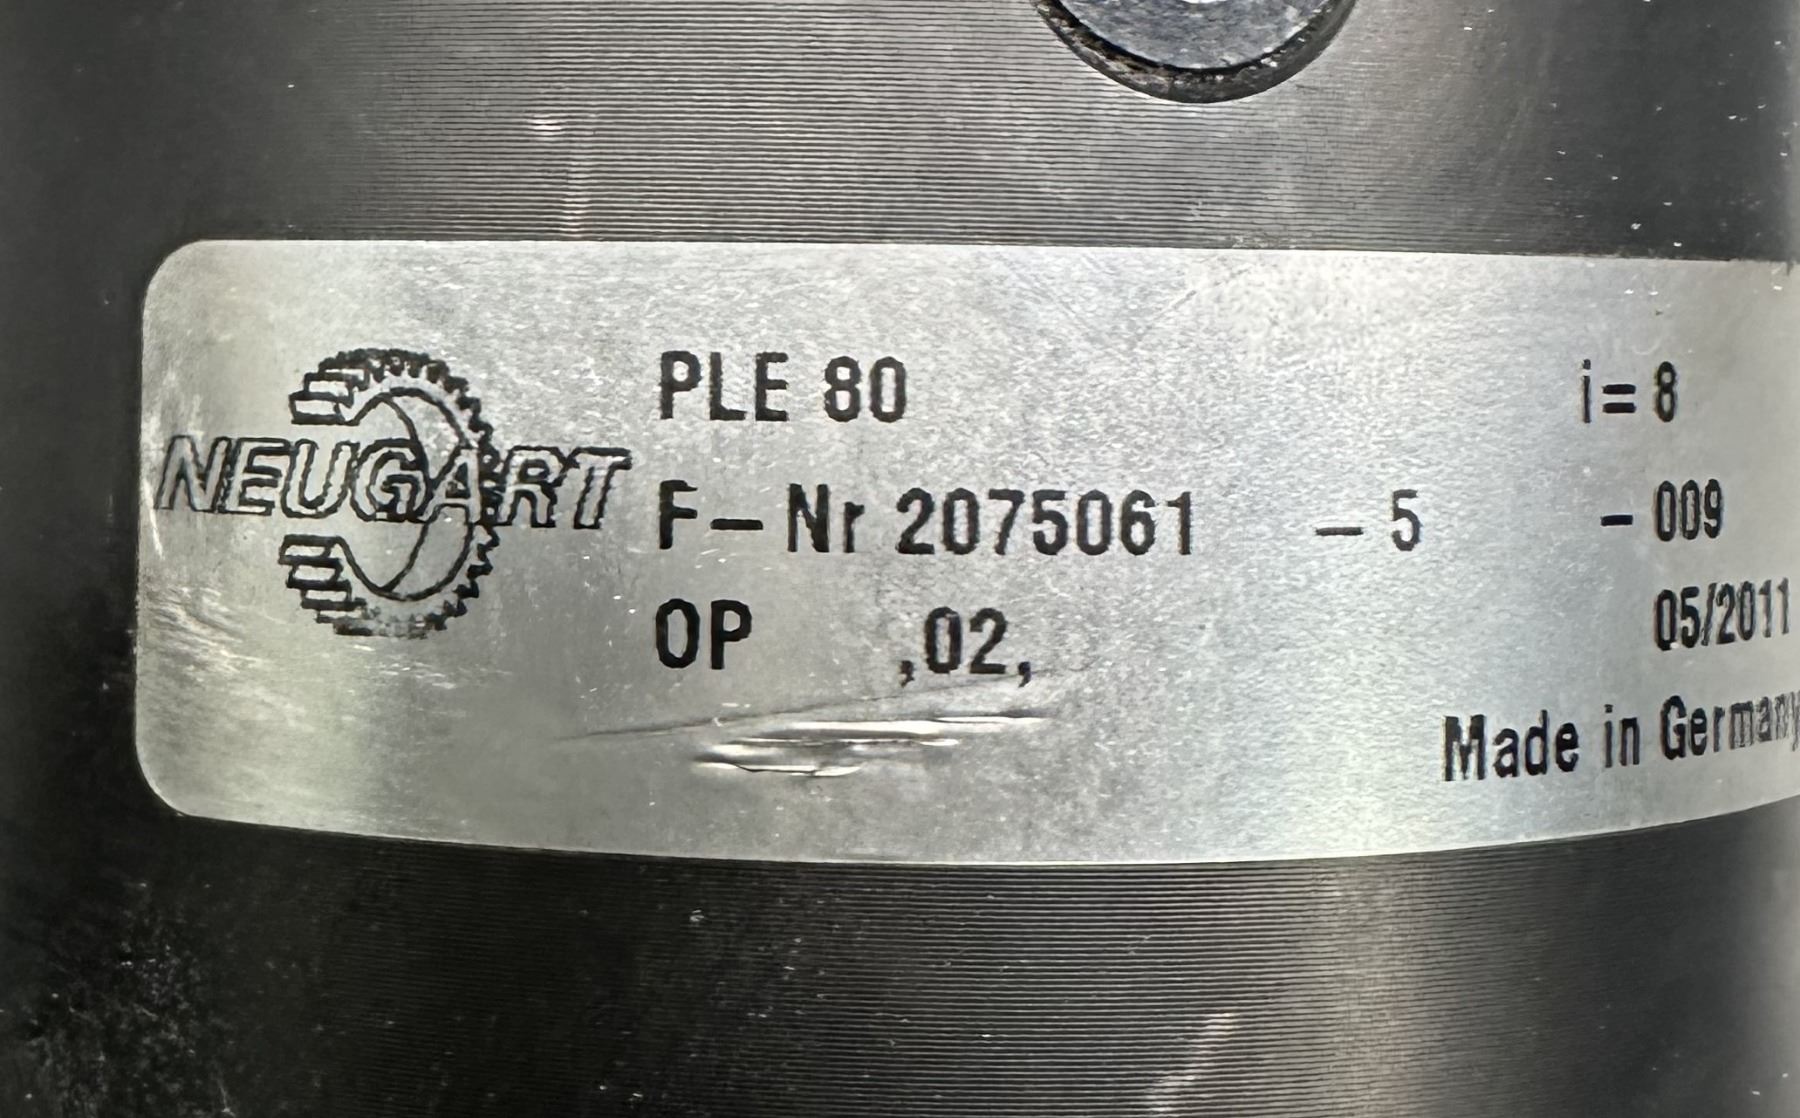 NEUGART
PLE 80 i= 8
F-Nr 2075061 - 5 - 009
OP ,02, 05/2011
Made in Germany